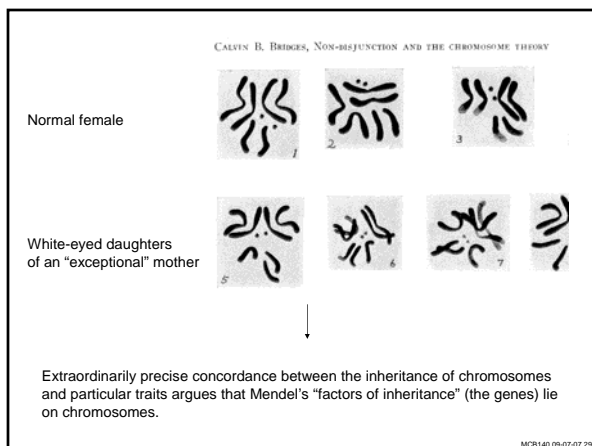 CALVIN B. BRIDGES, NON-DISJUNCTION AND THE CHROMOSOME THEORY
Normal female
1
2
3
White-eyed daughters
of an “exceptional” mother
5
6
7
Extraordinarily precise concordance between the inheritance of chromosomes
and particular traits argues that Mendel’s “factors of inheritance” (the genes) lie
on chromosomes.
MCB140 09-07-07 29